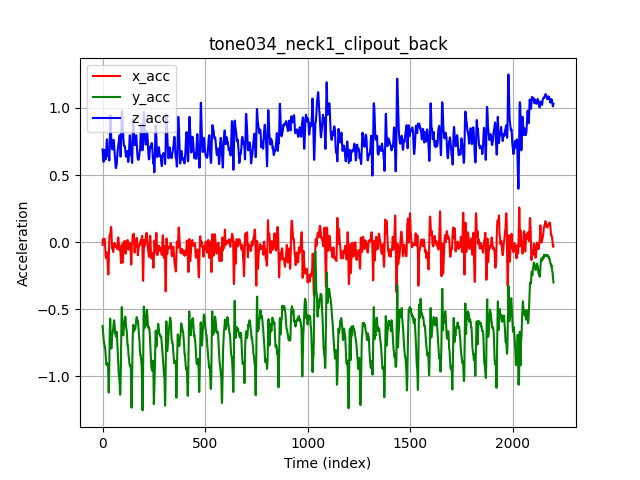 tone034_neck1_clipout_back
x_acc
y_acc
z_acc
1.0
0.5
0.0
−0.5
−1.0
Acceleration
0
500
1000
1500
2000
Time (index)